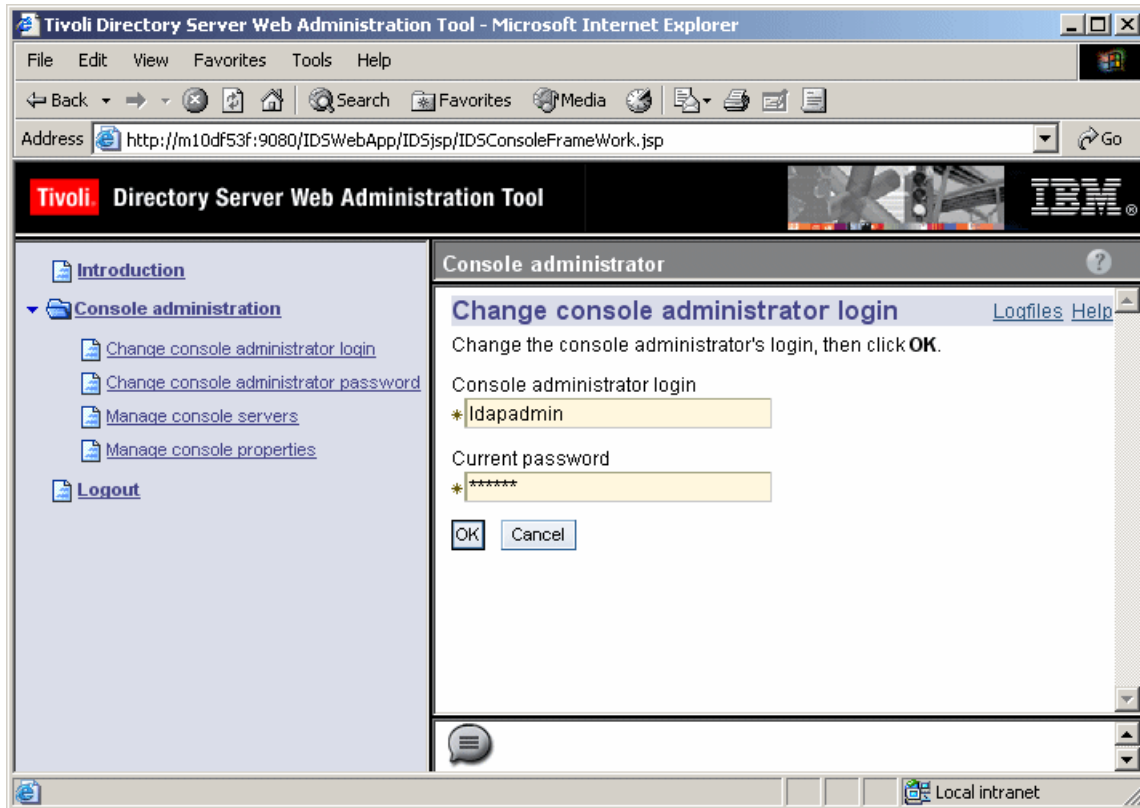 Tivoli Directory Server Web Administration Tool - Microsoft Internet Explorer
File Edit View Favorites Tools Help
Back Search Favorites Media
Address http://m10df53f:9080/IDSWebApp/IDSjsp/IDSConsoleFrameWork.jsp Go
Tivoli. Directory Server Web Administration Tool IBM®
Introduction
Console administration
Change console administrator login
Change console administrator password
Manage console servers
Manage console properties
Logout
Console administrator ?
Change console administrator login Logfiles Help
Change the console administrator's login, then click OK.
Console administrator login
* ldapadmin
Current password
* ******
OK Cancel
Local intranet